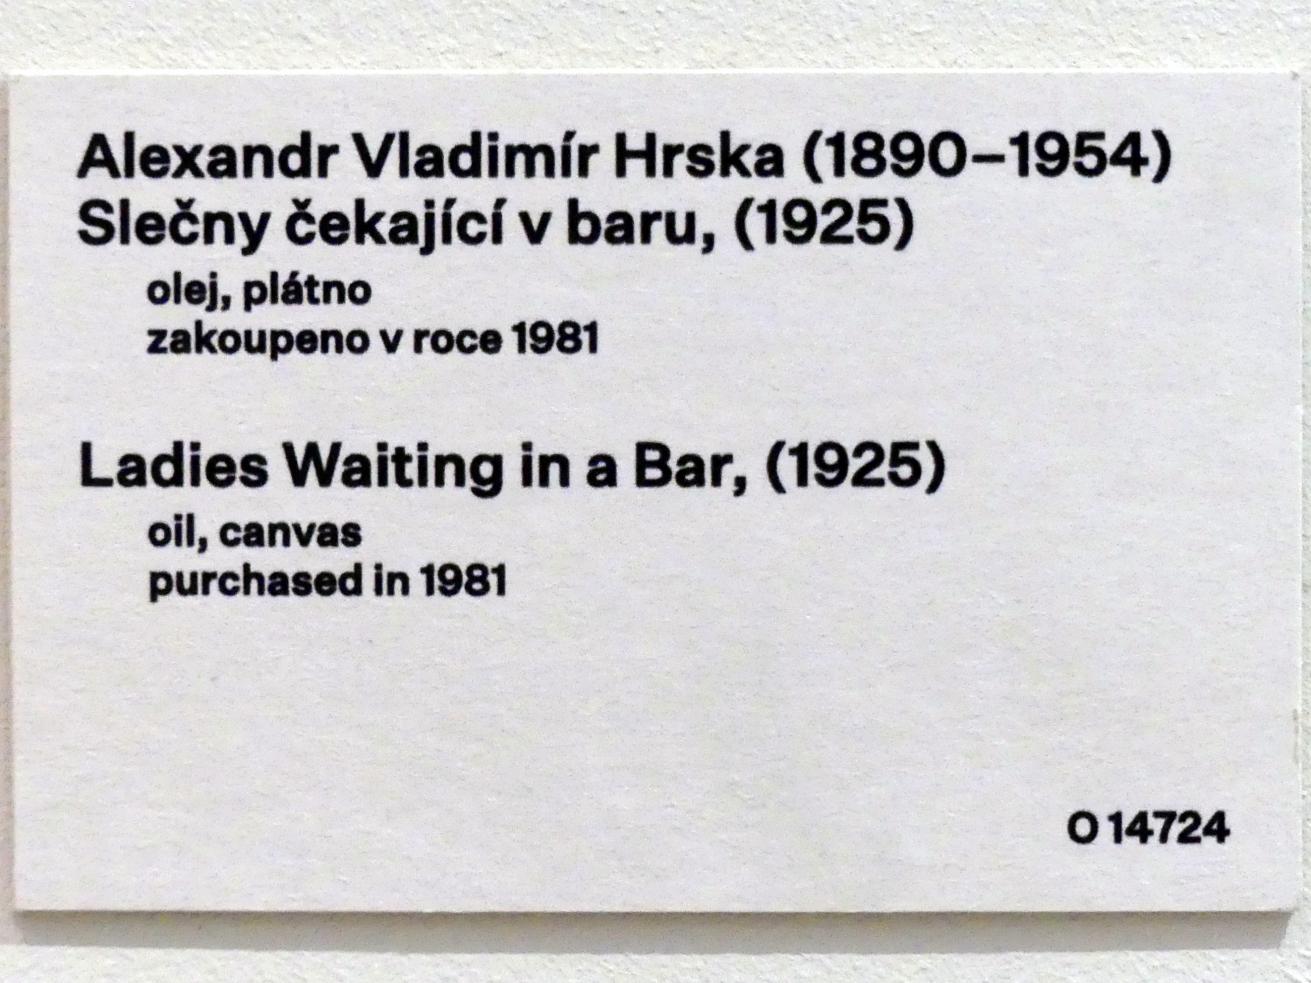 Alexandr Vladimír Hrska (1890–1954)
Slečny čekající v baru, (1925)
olej, plátno
zakoupeno v roce 1981
Ladies Waiting in a Bar, (1925)
oil, canvas
purchased in 1981
O 14724